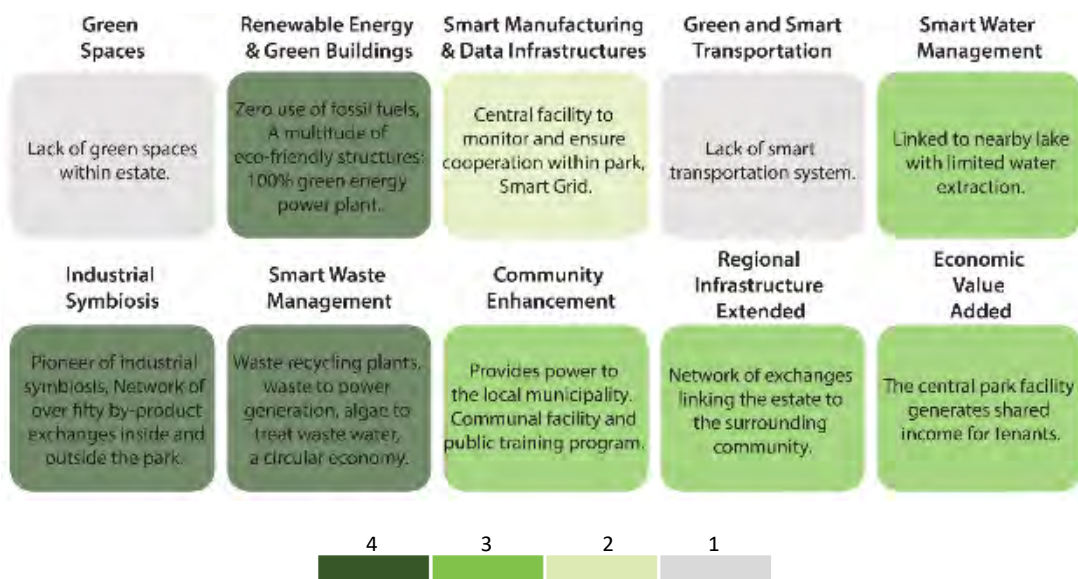 Green
Spaces
Renewable Energy
& Green Buildings
Smart Manufacturing
& Data Infrastructures
Green and Smart
Transportation
Smart Water
Management
Lack of green spaces
within estate.
Zero use of fossil fuels,
A multitude of
eco-friendly structures:
100% green energy
power plant.
Central facility to
monitor and ensure
cooperation within park,
Smart Grid.
Lack of smart
transportation system.
Linked to nearby lake
with limited water
extraction.
Industrial
Symbiosis
Smart Waste
Management
Community
Enhancement
Regional
Infrastructure
Extended
Economic
Value
Added
Pioneer of industrial
symbiosis, Network of
over fifty by-product
exchanges inside and
outside the park.
Waste recycling plants,
waste to power
generation, algae to
treat waste water,
a circular economy.
Provides power to
the local municipality.
Communal facility and
public training program.
Network of exchanges
linking the estate to
the surrounding
community.
The central park facility
generates shared
income for tenants.
4 3 2 1